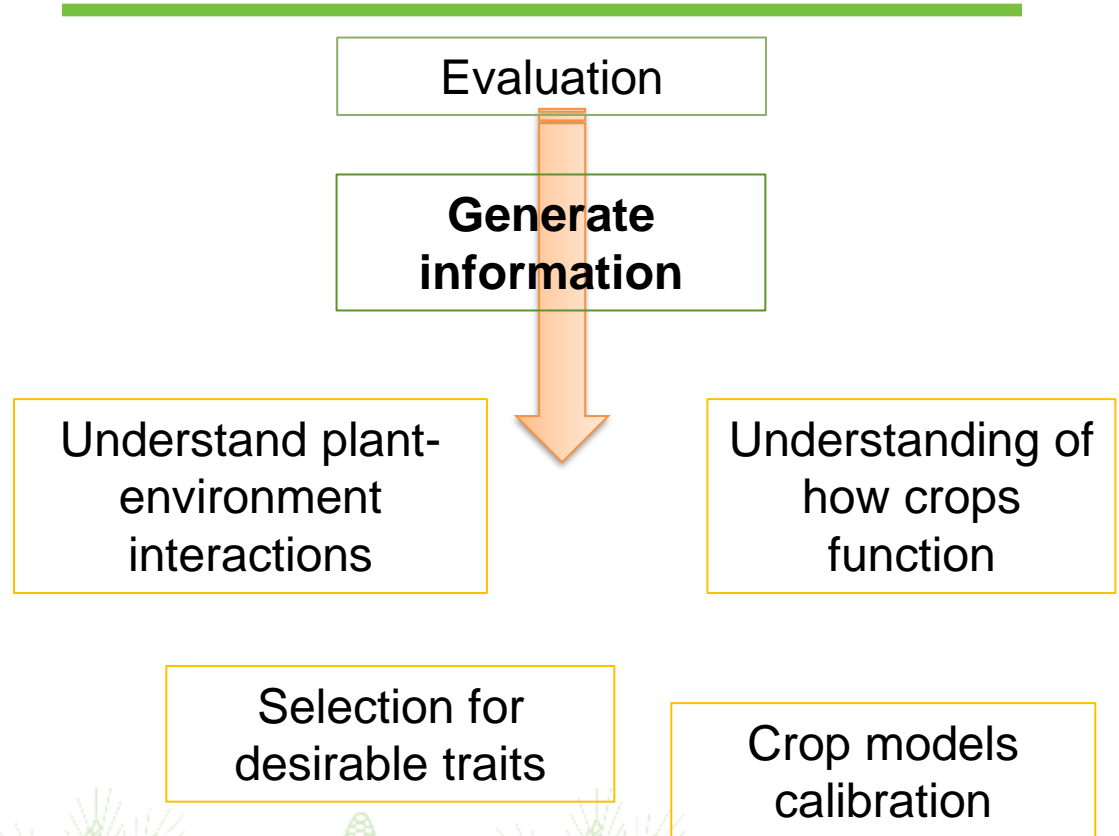 Evaluation
Generate
information
Understand plant-
environment
interactions
Understanding of
how crops
function
Selection for
desirable traits
Crop models
calibration